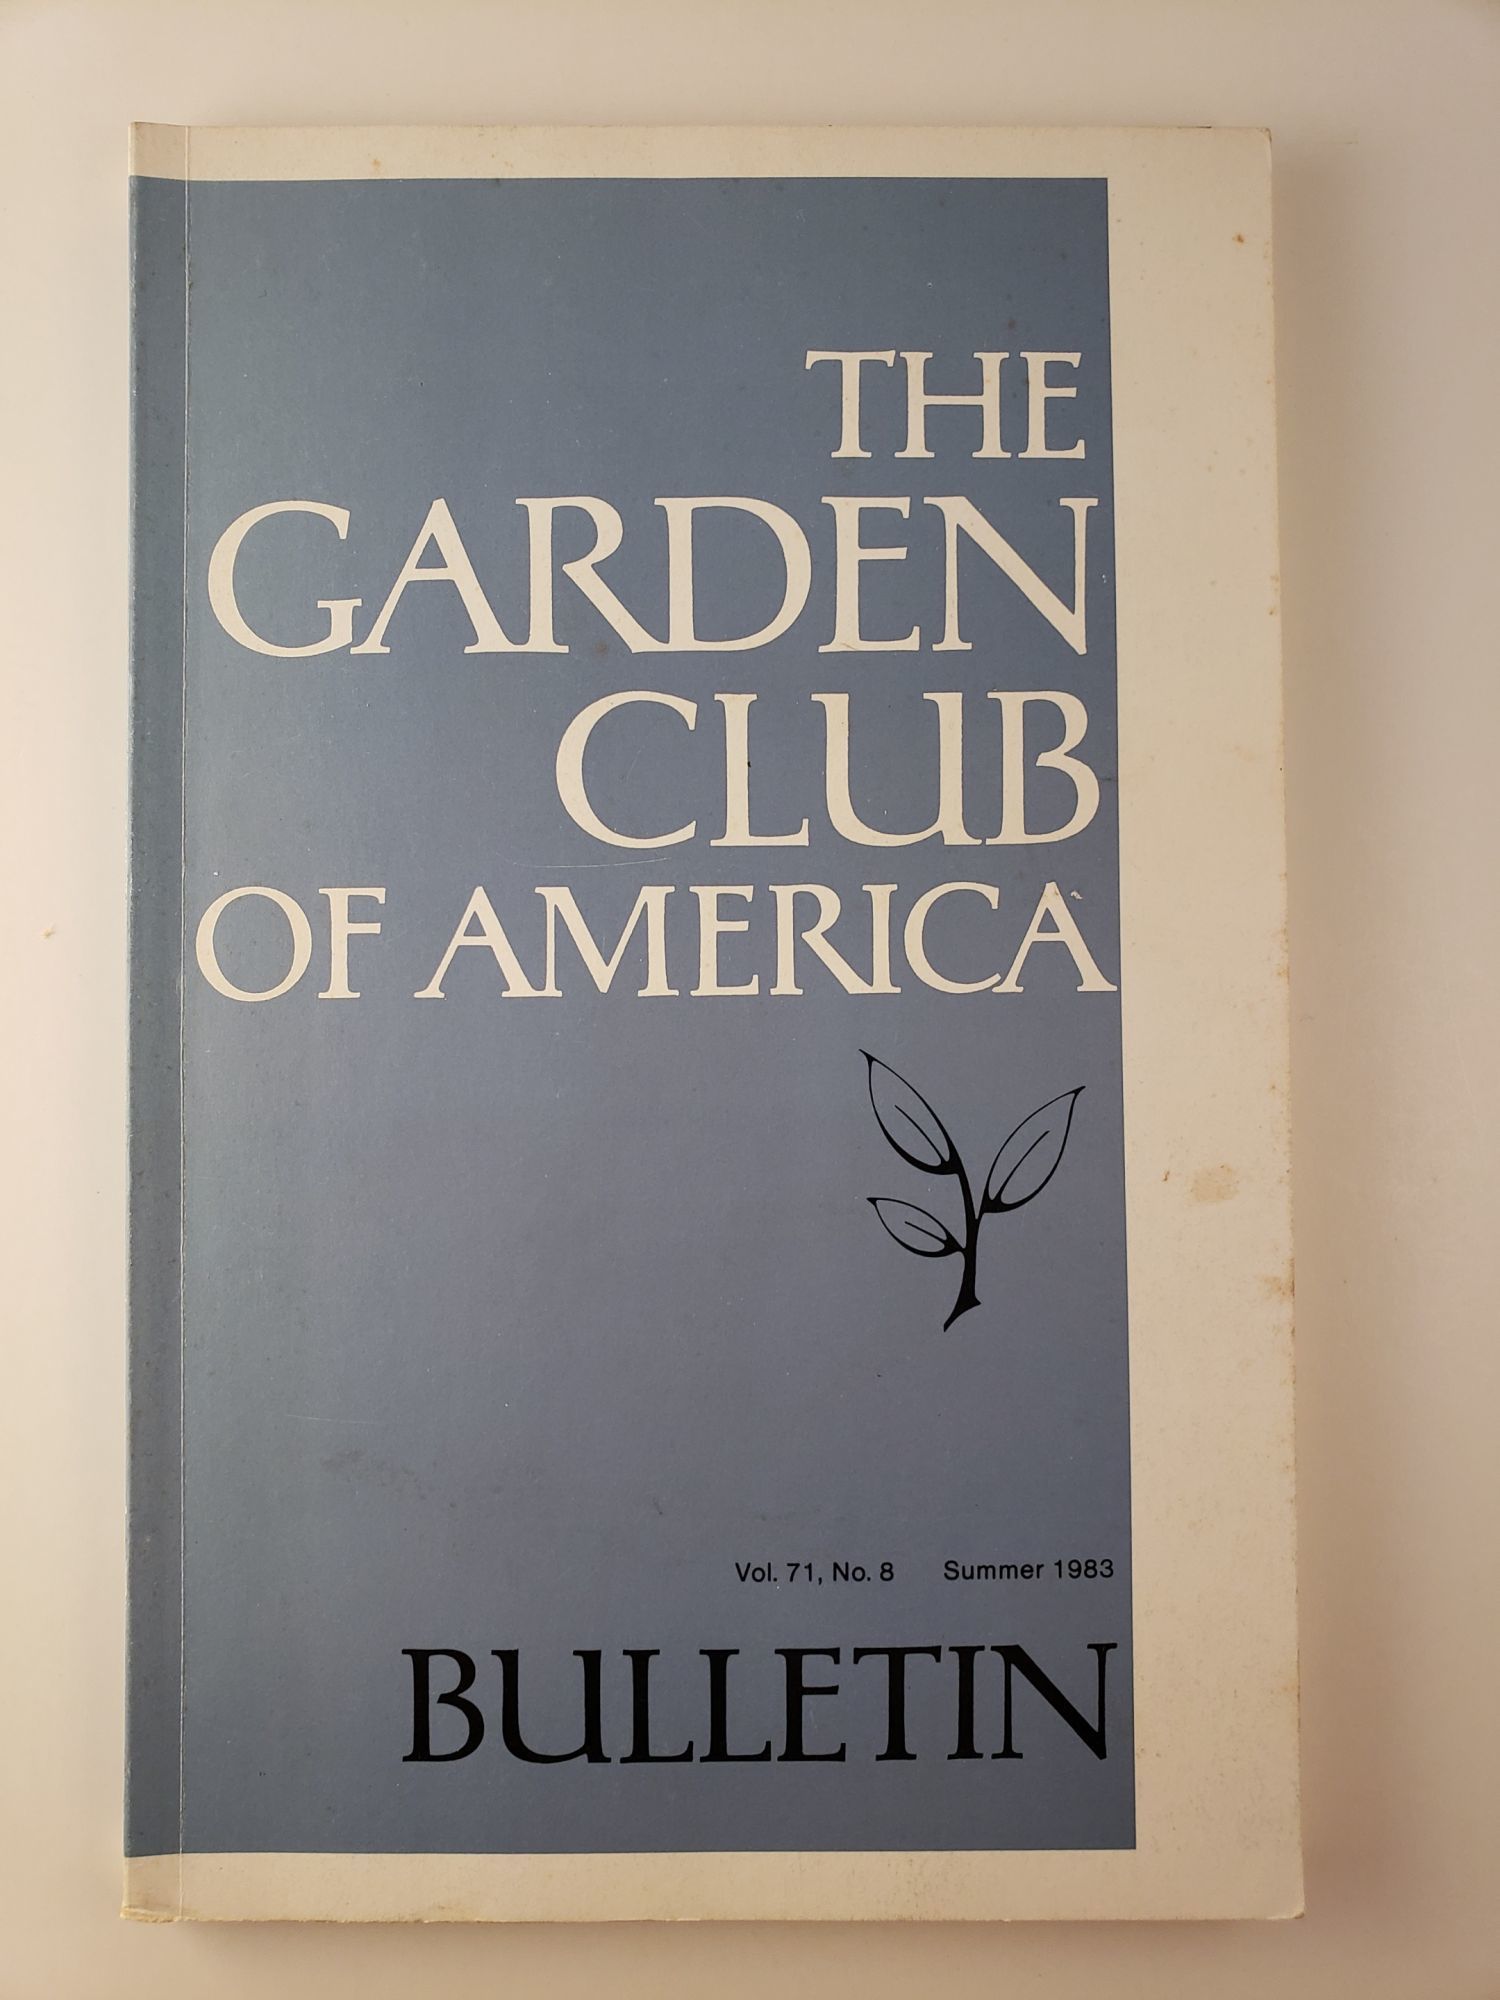 THE
GARDEN
CLUB
OF AMERICA
Vol. 71, No. 8 Summer 1983
BULLETIN